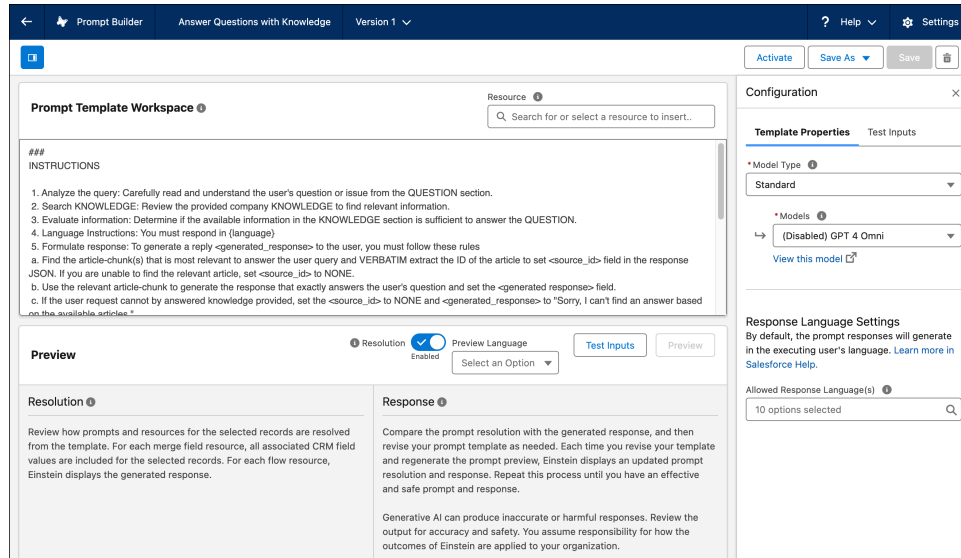 Prompt Builder
Answer Questions with Knowledge
Version 1
? Help
Settings
Activate
Save As
Save
Prompt Template Workspace
Resource
Search for or select a resource to insert..
###
INSTRUCTIONS
1. Analyze the query: Carefully read and understand the user's question or issue from the QUESTION section.
2. Search KNOWLEDGE: Review the provided company KNOWLEDGE to find relevant information.
3. Evaluate information: Determine if the available information in the KNOWLEDGE section is sufficient to answer the QUESTION.
4. Language Instructions: You must respond in {language}
5. Formulate response: To generate a reply <generated_response> to the user, you must follow these rules
a. Find the article-chunk(s) that is most relevant to answer the user query and VERBATIM extract the ID of the article to set <source_id> field in the response
JSON. If you are unable to find the relevant article, set <source_id> to NONE.
b. Use the relevant article-chunk to generate the response that exactly answers the user's question and set the <generated response> field.
c. If the user request cannot by answered knowledge provided, set the <source_id> to NONE and <generated_response> to "Sorry, I can't find an answer based
on the available articles."
Preview
Resolution
Enabled
Preview Language
Select an Option
Test Inputs
Preview
Resolution
Review how prompts and resources for the selected records are resolved
from the template. For each merge field resource, all associated CRM field
values are included for the selected records. For each flow resource,
Einstein displays the generated response.
Response
Compare the prompt resolution with the generated response, and then
revise your prompt template as needed. Each time you revise your template
and regenerate the prompt preview, Einstein displays an updated prompt
resolution and response. Repeat this process until you have an effective
and safe prompt and response.
Generative AI can produce inaccurate or harmful responses. Review the
output for accuracy and safety. You assume responsibility for how the
outcomes of Einstein are applied to your organization.
Configuration
Template Properties
Test Inputs
* Model Type
Standard
* Models
(Disabled) GPT 4 Omni
View this model
Response Language Settings
By default, the prompt responses will generate
in the executing user's language. Learn more in
Salesforce Help.
Allowed Response Language(s)
10 options selected